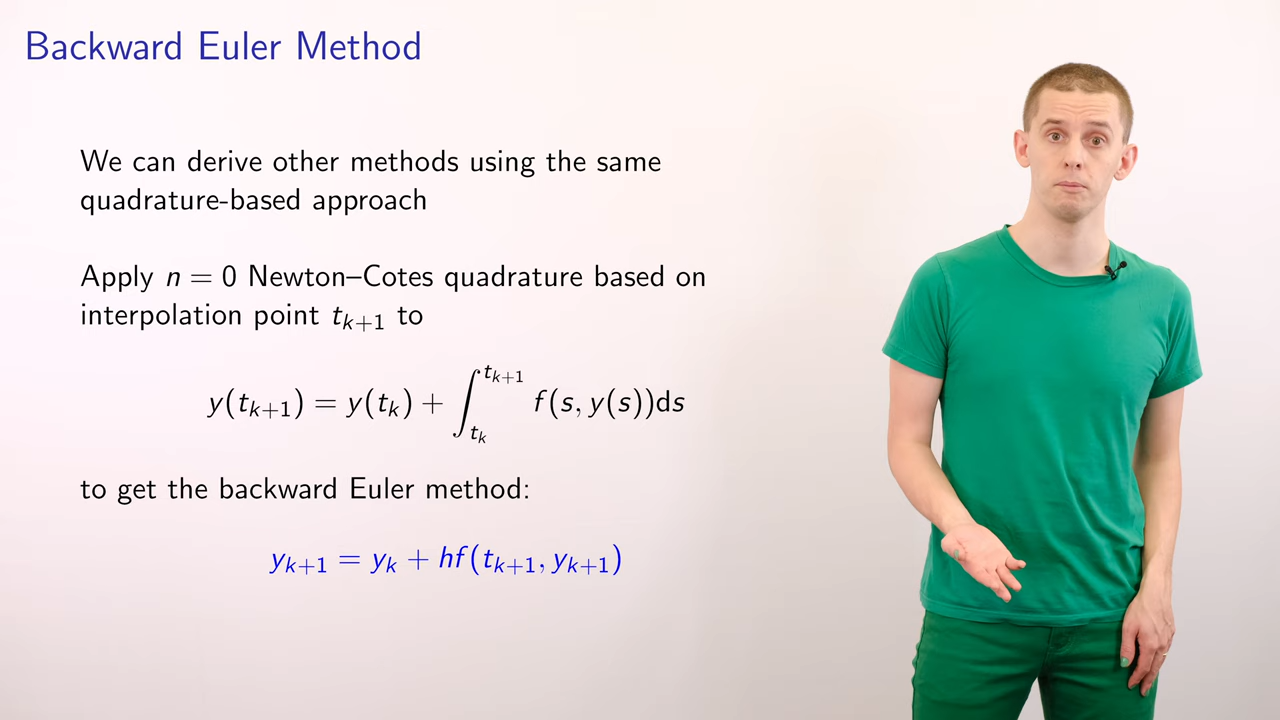 Backward Euler Method
We can derive other methods using the same
quadrature-based approach
Apply n = 0 Newton–Cotes quadrature based on
interpolation point t_{k+1} to
y(t_{k+1}) = y(t_k) + ∫_{t_k}^{t_{k+1}} f(s, y(s))ds
to get the backward Euler method:
y_{k+1} = y_k + hf(t_{k+1}, y_{k+1})